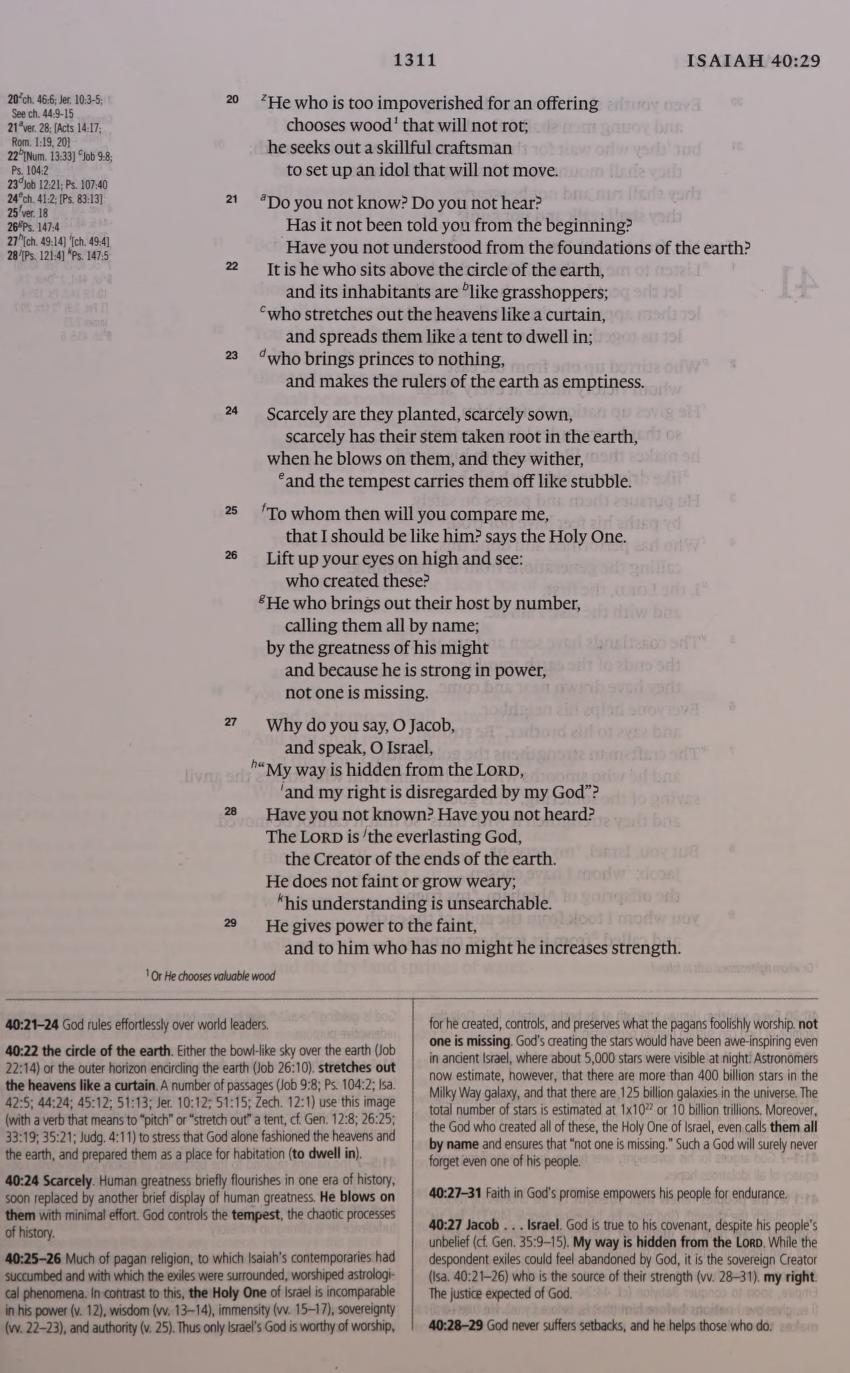 1311
ISAIAH 40:29
20 zch. 46:6; Jer. 10:3-5;
See ch. 44:9-15
21 aver. 28; [Acts 14:17;
Rom. 1:19, 20]
22 b[Num. 13:33] cJob 9:8;
Ps. 104:2
23 dJob 12:21; Ps. 107:40
24 ech. 41:2; [Ps. 83:13]
25 fver. 18
26 gPs. 147:4
27 h[ch. 49:14] i[ch. 49:4]
28 j[Ps. 121:4] kPs. 147:5
20 zHe who is too impoverished for an offering
chooses wood1 that will not rot;
he seeks out a skillful craftsman
to set up an idol that will not move.
21 aDo you not know? Do you not hear?
Has it not been told you from the beginning?
Have you not understood from the foundations of the earth?
22 It is he who sits above the circle of the earth,
and its inhabitants are blike grasshoppers;
cwho stretches out the heavens like a curtain,
and spreads them like a tent to dwell in;
23 dwho brings princes to nothing,
and makes the rulers of the earth as emptiness.
24 Scarcely are they planted, scarcely sown,
scarcely has their stem taken root in the earth,
when he blows on them, and they wither,
eand the tempest carries them off like stubble.
25 fTo whom then will you compare me,
that I should be like him? says the Holy One.
26 Lift up your eyes on high and see:
who created these?
gHe who brings out their host by number,
calling them all by name;
by the greatness of his might
and because he is strong in power,
not one is missing.
27 Why do you say, O Jacob,
and speak, O Israel,
h“My way is hidden from the LORD,
iand my right is disregarded by my God”?
28 Have you not known? Have you not heard?
The LORD is jthe everlasting God,
the Creator of the ends of the earth.
He does not faint or grow weary;
khis understanding is unsearchable.
29 He gives power to the faint,
and to him who has no might he increases strength.
1 Or He chooses valuable wood
40:21–24 God rules effortlessly over world leaders.
40:22 the circle of the earth. Either the bowl-like sky over the earth (Job
22:14) or the outer horizon encircling the earth (Job 26:10). stretches out
the heavens like a curtain. A number of passages (Job 9:8; Ps. 104:2; Isa.
42:5; 44:24; 45:12; 51:13; Jer. 10:12; 51:15; Zech. 12:1) use this image
(with a verb that means to “pitch” or “stretch out” a tent, cf. Gen. 12:8; 26:25;
33:19; 35:21; Judg. 4:11) to stress that God alone fashioned the heavens and
the earth, and prepared them as a place for habitation (to dwell in).
40:24 Scarcely. Human greatness briefly flourishes in one era of history,
soon replaced by another brief display of human greatness. He blows on
them with minimal effort. God controls the tempest, the chaotic processes
of history.
40:25–26 Much of pagan religion, to which Isaiah’s contemporaries had
succumbed and with which the exiles were surrounded, worshiped astrologi-
cal phenomena. In contrast to this, the Holy One of Israel is incomparable
in his power (v. 12), wisdom (vv. 13–14), immensity (vv. 15–17), sovereignty
(vv. 22–23), and authority (v. 25). Thus only Israel’s God is worthy of worship,
for he created, controls, and preserves what the pagans foolishly worship. not
one is missing. God’s creating the stars would have been awe-inspiring even
in ancient Israel, where about 5,000 stars were visible at night. Astronomers
now estimate, however, that there are more than 400 billion stars in the
Milky Way galaxy, and that there are 125 billion galaxies in the universe. The
total number of stars is estimated at 1x10²² or 10 billion trillions. Moreover,
the God who created all of these, the Holy One of Israel, even calls them all
by name and ensures that “not one is missing.” Such a God will surely never
forget even one of his people.
40:27–31 Faith in God’s promise empowers his people for endurance.
40:27 Jacob . . . Israel. God is true to his covenant, despite his people’s
unbelief (cf. Gen. 35:9–15). My way is hidden from the LORD. While the
despondent exiles could feel abandoned by God, it is the sovereign Creator
(Isa. 40:21–26) who is the source of their strength (vv. 28–31). my right.
The justice expected of God.
40:28–29 God never suffers setbacks, and he helps those who do.